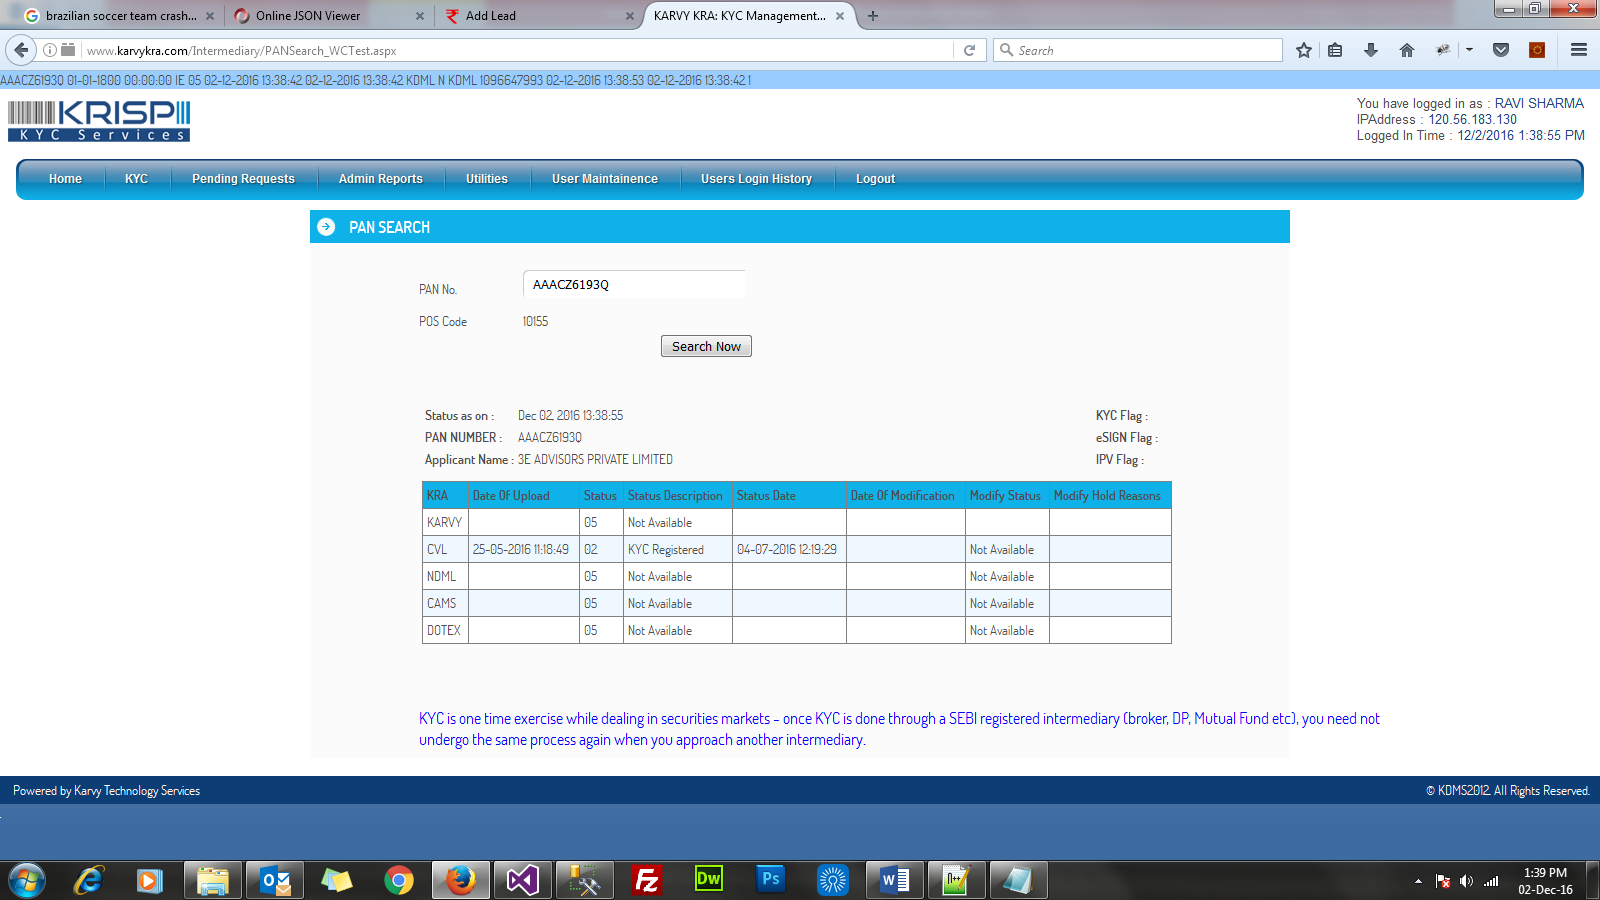 brazilian soccer team crash...
Online JSON Viewer
Add Lead
KARVY KRA: KYC Management...
www.karvykra.com/Intermediary/PANSearch_WCTest.aspx
Search
AAACZ6193Q 01-01-1800 00:00:00 IE 05 02-12-2016 13:38:42 02-12-2016 13:38:42 KDML N KDML 1096647993 02-12-2016 13:38:53 02-12-2016 13:38:42 1
KRISP
KYC Services
You have logged in as : RAVI SHARMA
IPAddress : 120.56.183.130
Logged In Time : 12/2/2016 1:38:55 PM
Home KYC Pending Requests Admin Reports Utilities User Maintainence Users Login History Logout
PAN SEARCH
PAN No. AAACZ6193Q
POS Code 10155
Search Now
Status as on : Dec 02, 2016 13:38:55 KYC Flag :
PAN NUMBER : AAACZ6193Q eSIGN Flag :
Applicant Name : 3E ADVISORS PRIVATE LIMITED IPV Flag :
KRA Date Of Upload Status Status Description Status Date Date Of Modification Modify Status Modify Hold Reasons
KARVY 05 Not Available
CVL 25-05-2016 11:18:49 02 KYC Registered 04-07-2016 12:19:29 Not Available
NDML 05 Not Available Not Available
CAMS 05 Not Available Not Available
DOTEX 05 Not Available Not Available
KYC is one time exercise while dealing in securities markets - once KYC is done through a SEBI registered intermediary (broker, DP, Mutual Fund etc), you need not
undergo the same process again when you approach another intermediary.
Powered by Karvy Technology Services
© KDMS2012. All Rights Reserved.
Fz
Dw
Ps
W
1:39 PM
02-Dec-16